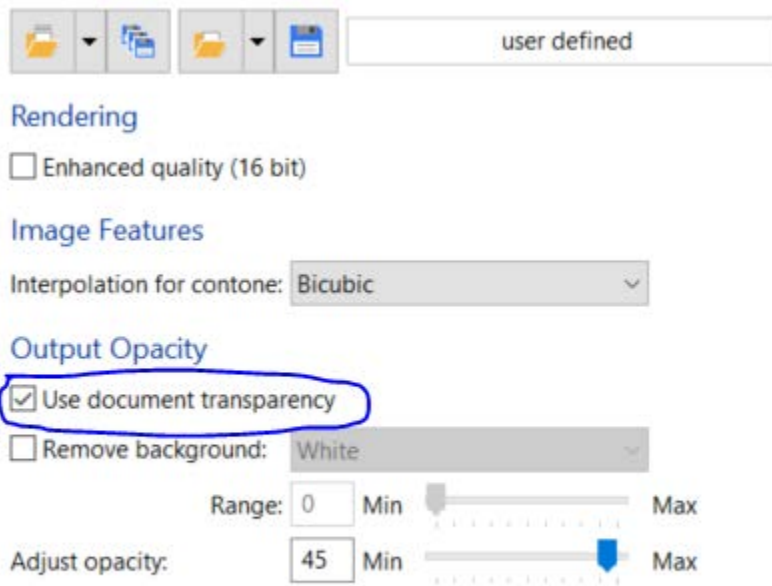 user defined
Rendering
Enhanced quality (16 bit)
Image Features
Interpolation for contone: Bicubic
Output Opacity
Use document transparency
Remove background: White
Range: 0 Min Max
Adjust opacity: 45 Min Max